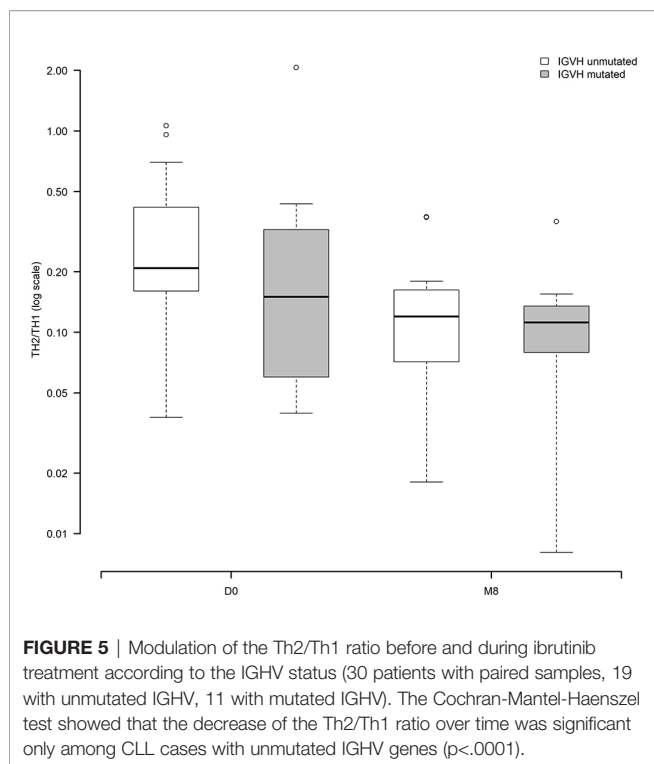 IGVH unmutated
IGVH mutated
2.00
1.00
0.50
0.20
0.10
0.05
0.02
0.01
TH2/TH1 (log scale)
D0
M8
FIGURE 5 | Modulation of the Th2/Th1 ratio before and during ibrutinib
treatment according to the IGHV status (30 patients with paired samples, 19
with unmutated IGHV, 11 with mutated IGHV). The Cochran-Mantel-Haenszel
test showed that the decrease of the Th2/Th1 ratio over time was significant
only among CLL cases with unmutated IGHV genes (p<.0001).